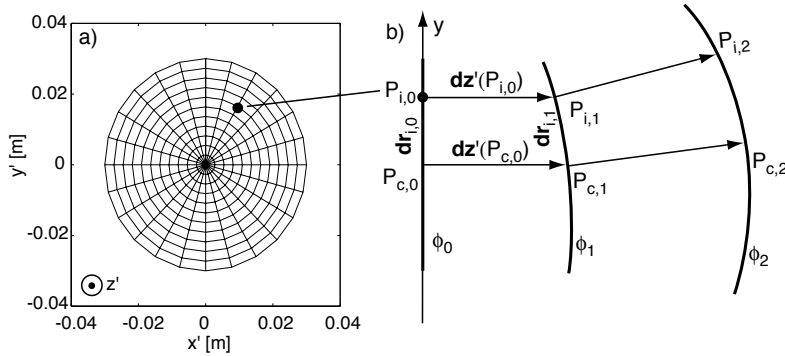 a)
0.04
0.02
0
-0.02
-0.04
y' [m]
z'
-0.04 -0.02 0 0.02 0.04
x' [m]
b)
y
P_{i,0}
dr_{i,0}
P_{c,0}
ϕ_0
dz'(P_{i,0})
dz'(P_{c,0})
dr_{i,1}
P_{i,1}
P_{c,1}
ϕ_1
P_{i,2}
P_{c,2}
ϕ_2